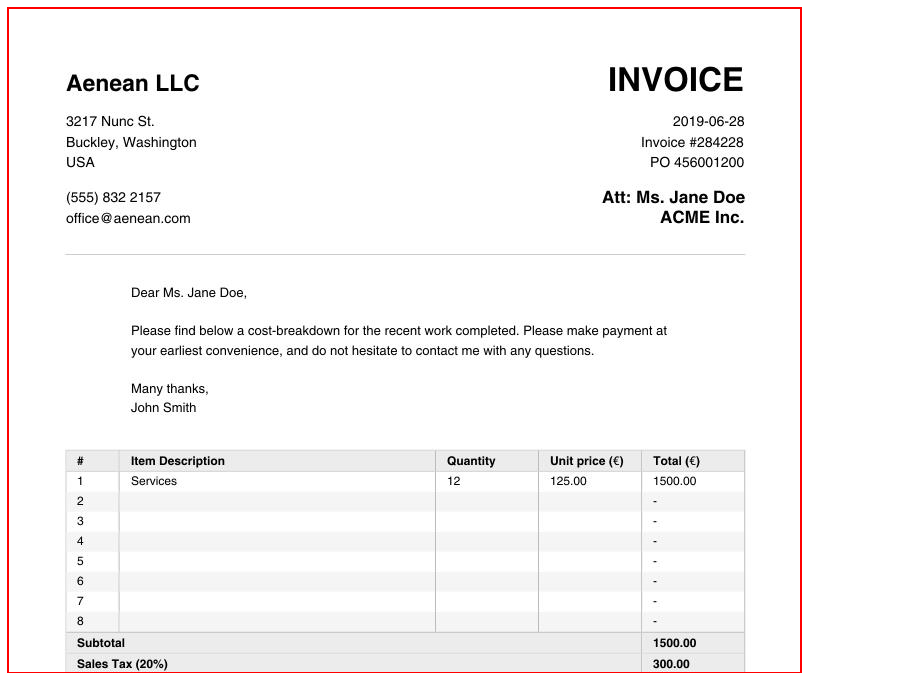 Aenean LLC
INVOICE
3217 Nunc St.
2019-06-28
Buckley, Washington
Invoice #284228
USA
PO 456001200
(555) 832 2157
Att: Ms. Jane Doe
office@aenean.com
ACME Inc.
Dear Ms. Jane Doe,
Please find below a cost-breakdown for the recent work completed. Please make payment at
your earliest convenience, and do not hesitate to contact me with any questions.
Many thanks,
John Smith
# Item Description Quantity Unit price (€) Total (€)
1 Services 12 125.00 1500.00
2 -
3 -
4 -
5 -
6 -
7 -
8 -
Subtotal 1500.00
Sales Tax (20%) 300.00